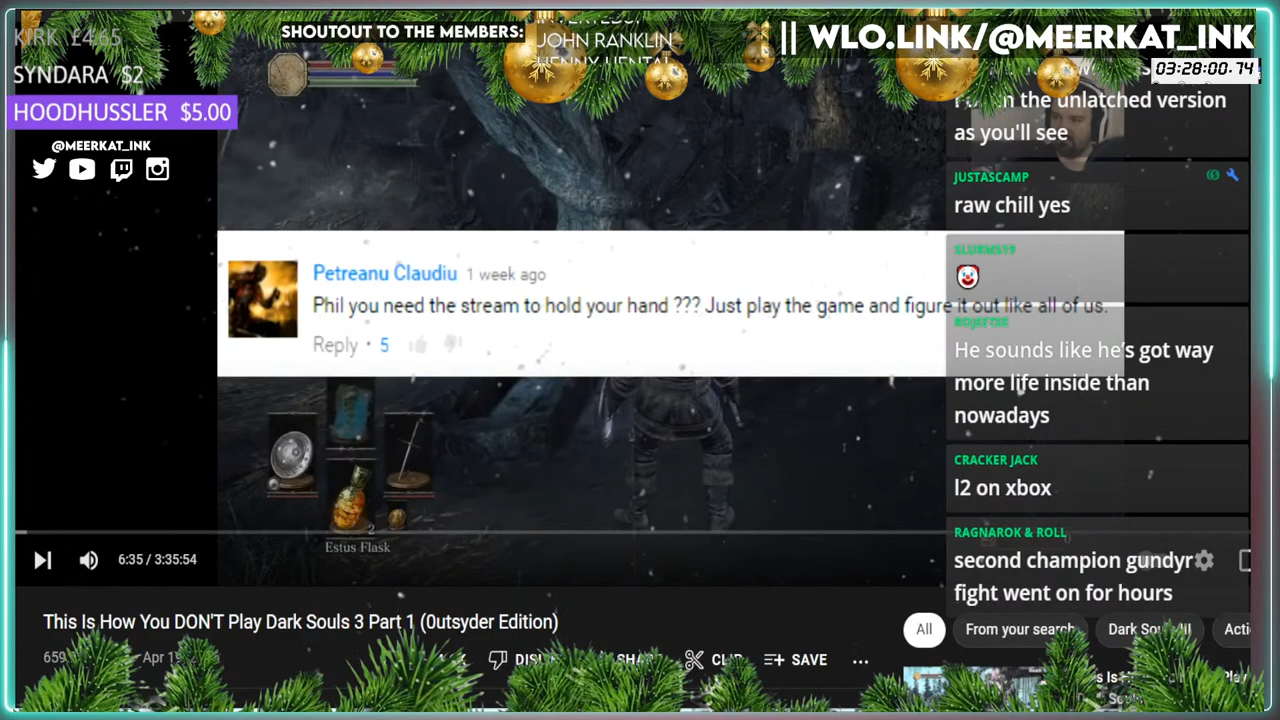 KIRK £4.65
SYNDARA $2
HOODHUSSLER $5.00
@MEERKAT_INK
SHOUTOUT TO THE MEMBERS:
JOHN RANKLIN
|| WLO.LINK/@MEERKAT_INK
03:28:00.74
the unlatched version
as you'll see
JUSTASCAMP
raw chill yes
SLURMS19
Petreanu Claudiu 1 week ago
Phil you need the stream to hold your hand ??? Just play the game and figure it out like all of us.
Reply • 5
He sounds like he's got way
more life inside than
nowadays
CRACKER JACK
l2 on xbox
RAGNAROK & ROLL
second champion gundyr
fight went on for hours
2
Estus Flask
6:35 / 3:35:54
This Is How You DON'T Play Dark Souls 3 Part 1 (0utsyder Edition)
All
From your search
SAVE